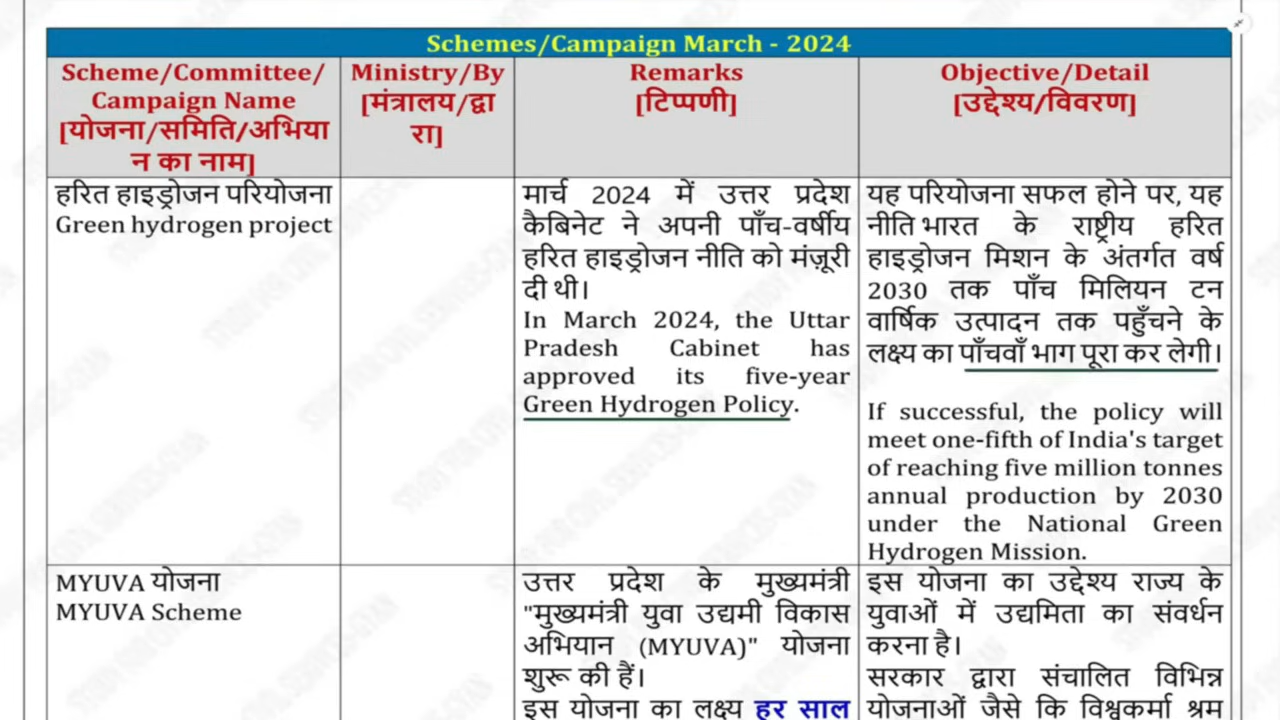 Schemes/Campaign March - 2024
Scheme/Committee/
Campaign Name
[योजना/समिति/अभिया
न का नाम]
Ministry/By
[मंत्रालय/द्वा
रा]
Remarks
[टिप्पणी]
Objective/Detail
[उद्देश्य/विवरण]
हरित हाइड्रोजन परियोजना
Green hydrogen project
मार्च 2024 में उत्तर प्रदेश
कैबिनेट ने अपनी पाँच-वर्षीय
हरित हाइड्रोजन नीति को मंज़ूरी
दी थी।
In March 2024, the Uttar
Pradesh Cabinet has
approved its five-year
Green Hydrogen Policy.
यह परियोजना सफल होने पर, यह
नीति भारत के राष्ट्रीय हरित
हाइड्रोजन मिशन के अंतर्गत वर्ष
2030 तक पाँच मिलियन टन
वार्षिक उत्पादन तक पहुँचने के
लक्ष्य का पाँचवाँ भाग पूरा कर लेगी।
If successful, the policy will
meet one-fifth of India's target
of reaching five million tonnes
annual production by 2030
under the National Green
Hydrogen Mission.
MYUVA योजना
MYUVA Scheme
उत्तर प्रदेश के मुख्यमंत्री
"मुख्यमंत्री युवा उद्यमी विकास
अभियान (MYUVA)" योजना
शुरू की हैं।
इस योजना का लक्ष्य हर साल
इस योजना का उद्देश्य राज्य के
युवाओं में उद्यमिता का संवर्धन
करना है।
सरकार द्वारा संचालित विभिन्न
योजनाओं जैसे कि विश्वकर्मा श्रम